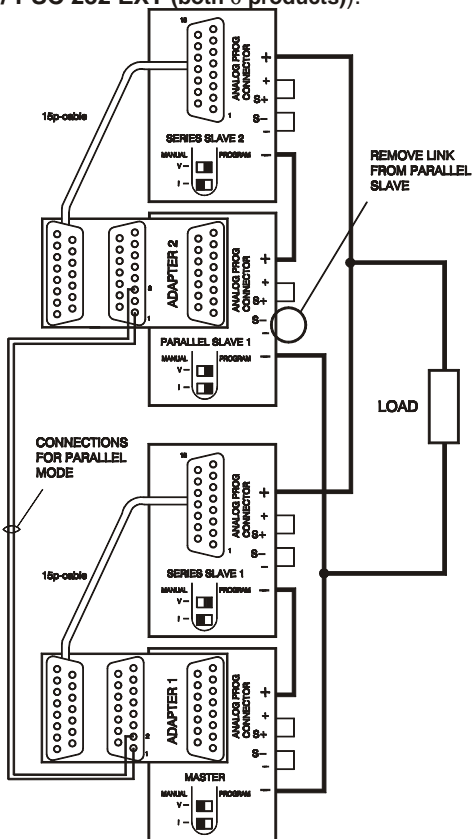 232 EXT (both products)).
15p-cable
15
1
ANALOG PROG
CONNECTOR
+
+
S+
S–
-
–
SERIES SLAVE 2
MANUAL PROGRAM
V–
I –
REMOVE LINK
FROM PARALLEL
SLAVE
ADAPTER 2
1
ANALOG PROG
CONNECTOR
+
+
S+
S–
-
–
PARALLEL SLAVE 1
MANUAL PROGRAM
V–
I –
LOAD
CONNECTIONS
FOR PARALLEL
MODE
15p-cable
15
1
ANALOG PROG
CONNECTOR
+
+
S+
S–
-
–
SERIES SLAVE 1
MANUAL PROGRAM
V–
I –
ADAPTER 1
2
1
ANALOG PROG
CONNECTOR
+
+
S+
S–
-
–
MASTER
MANUAL PROGRAM
V–
I –